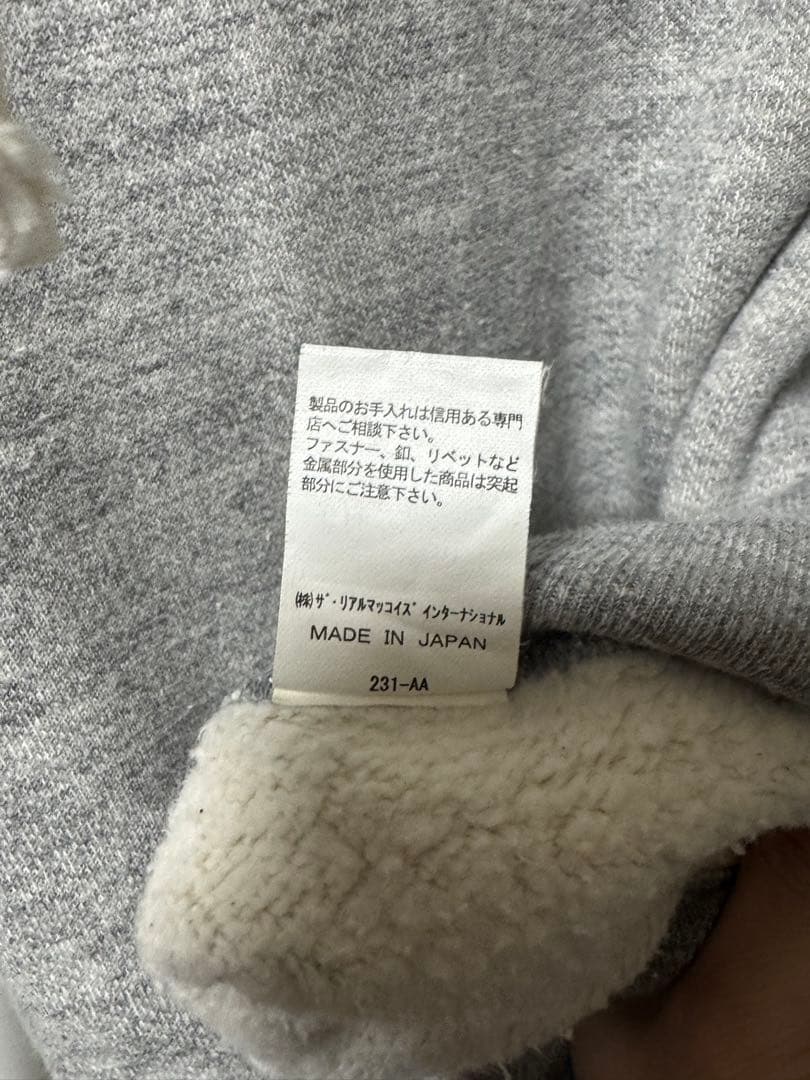 製品のお手入れは信用ある専門
店へご相談下さい。
ファスナー、釦、リベットなど
金属部分を使用した商品は突起
部分にご注意下さい。
㈱ｻﾞ･ﾘｱﾙﾏｯｺｲｽﾞ ｲﾝﾀｰﾅｼｮﾅﾙ
MADE IN JAPAN
231-AA